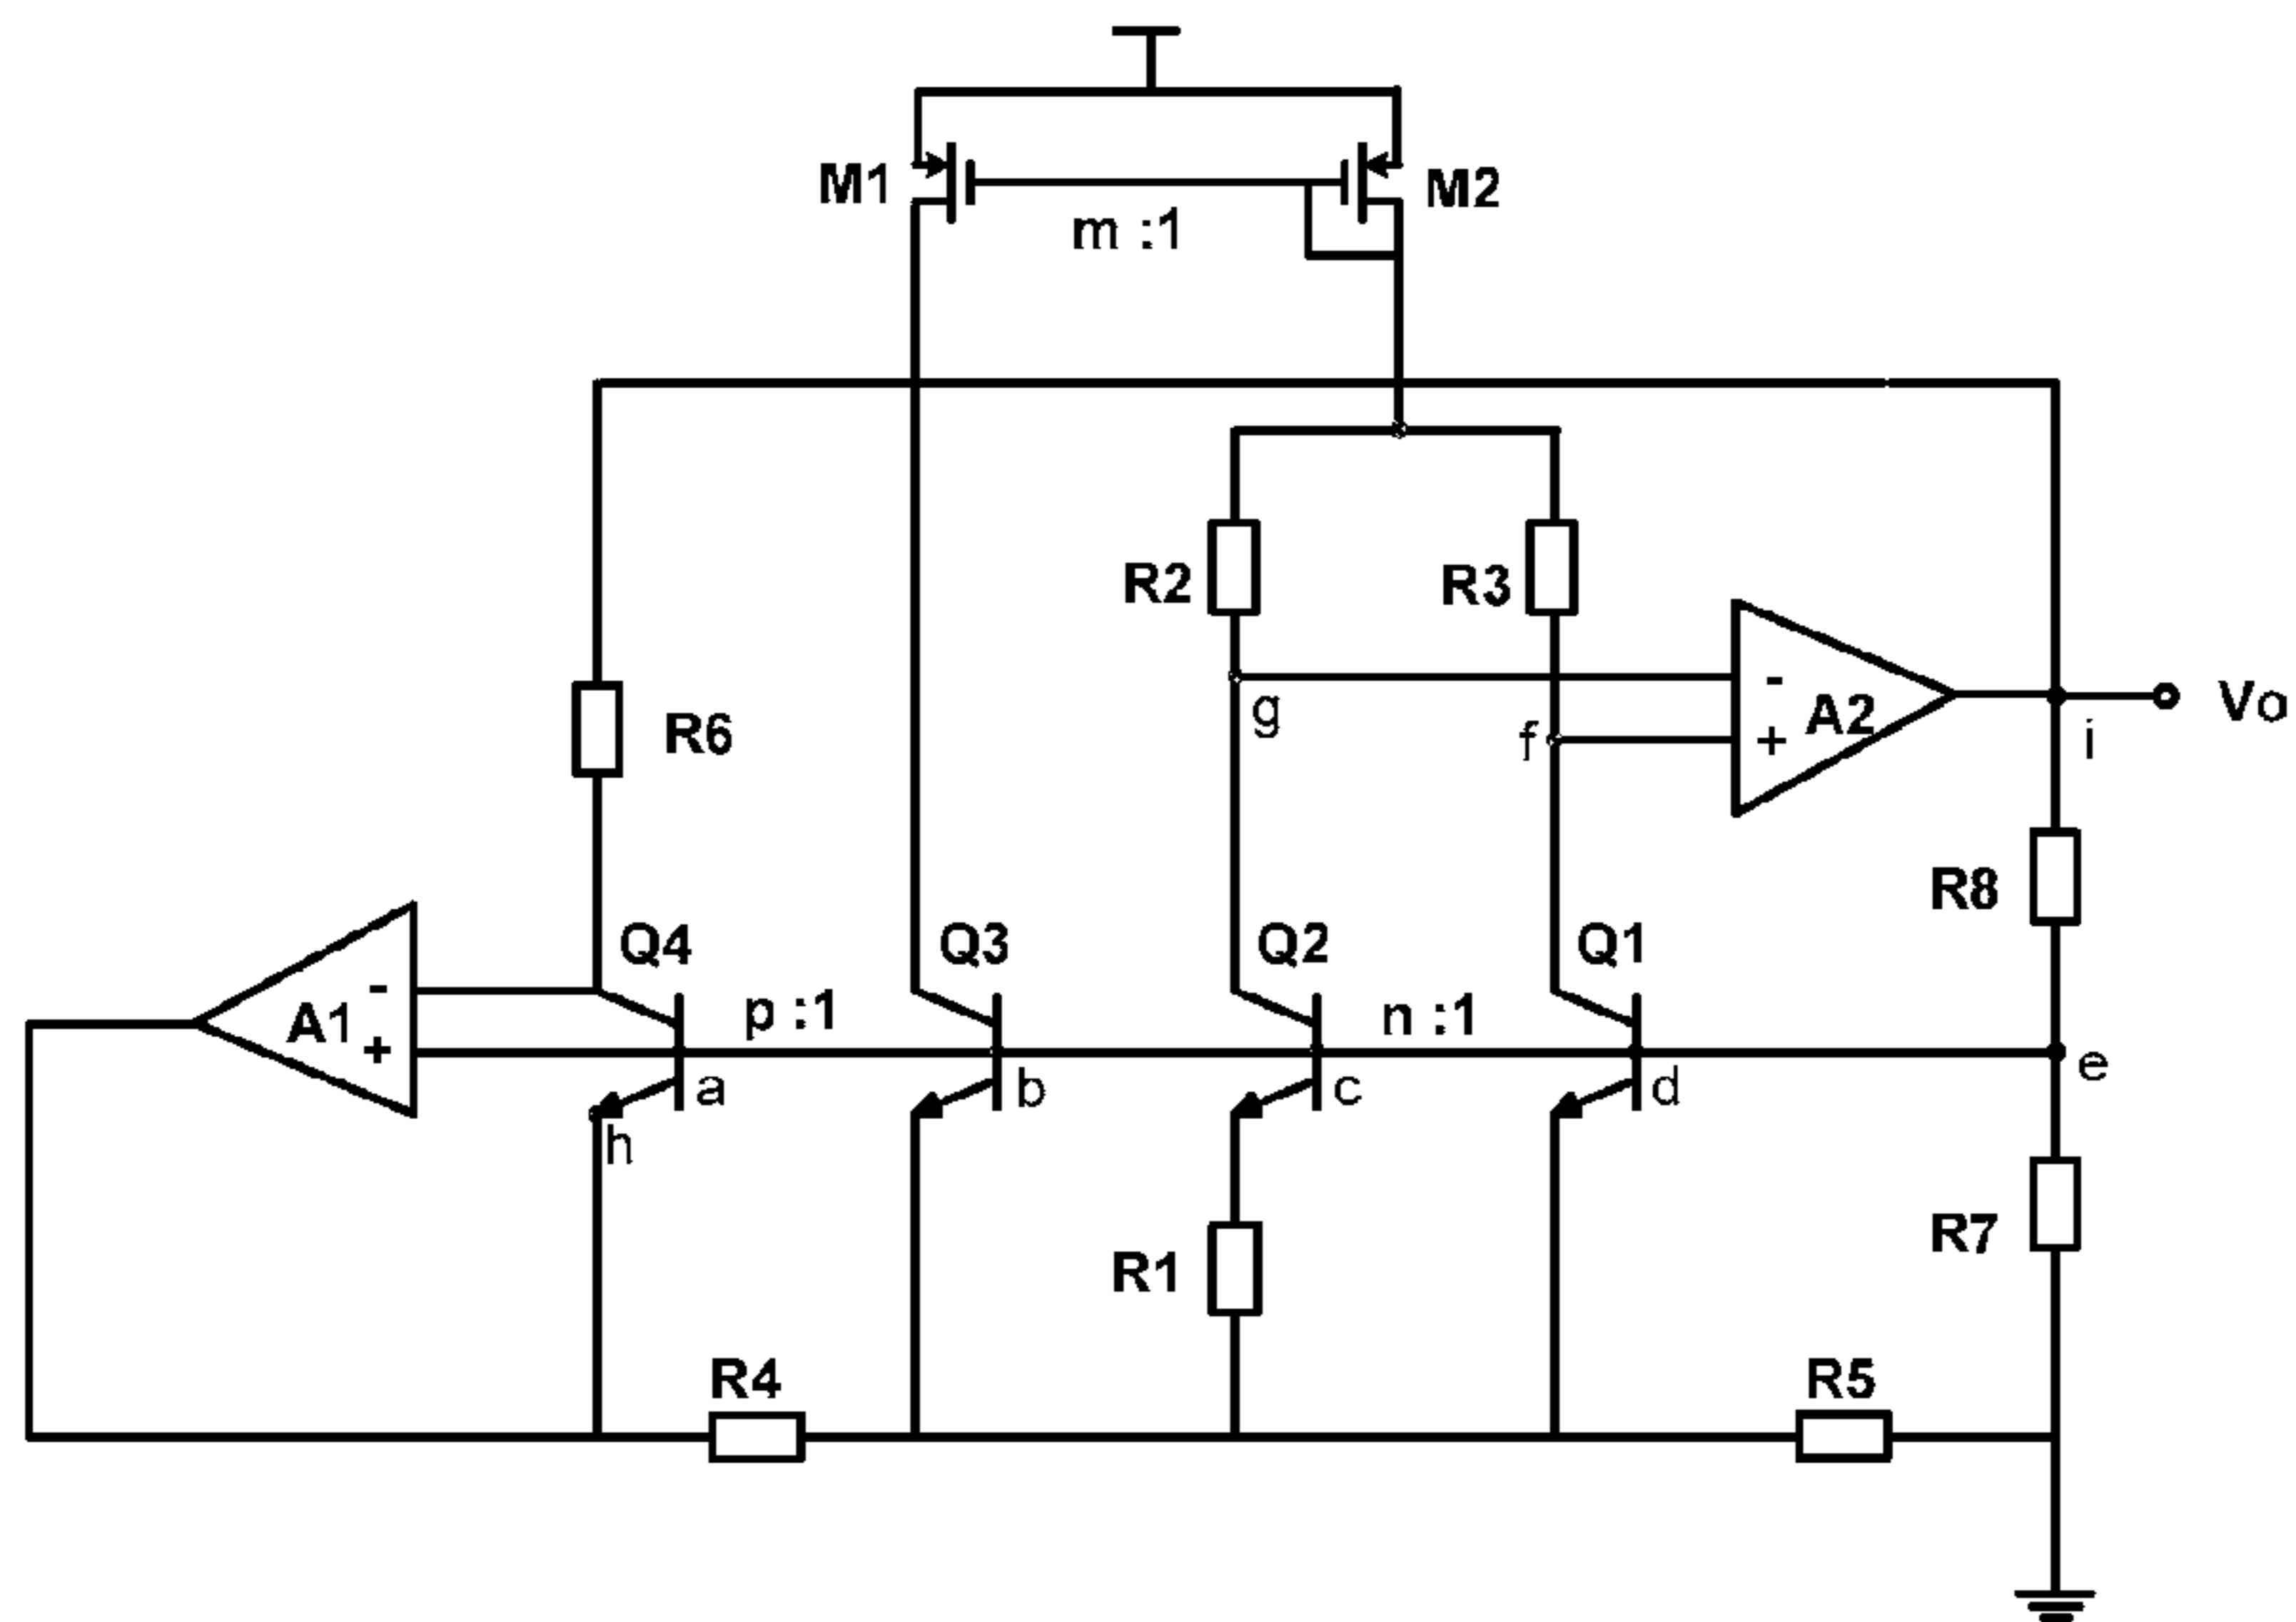 M1
M2
m :1
R2
R3
R6
g
f
-
+
A2
Vo
i
R8
Q4
Q3
Q2
Q1
-
+
A1
p :1
n :1
a
b
c
d
e
h
R1
R7
R4
R5